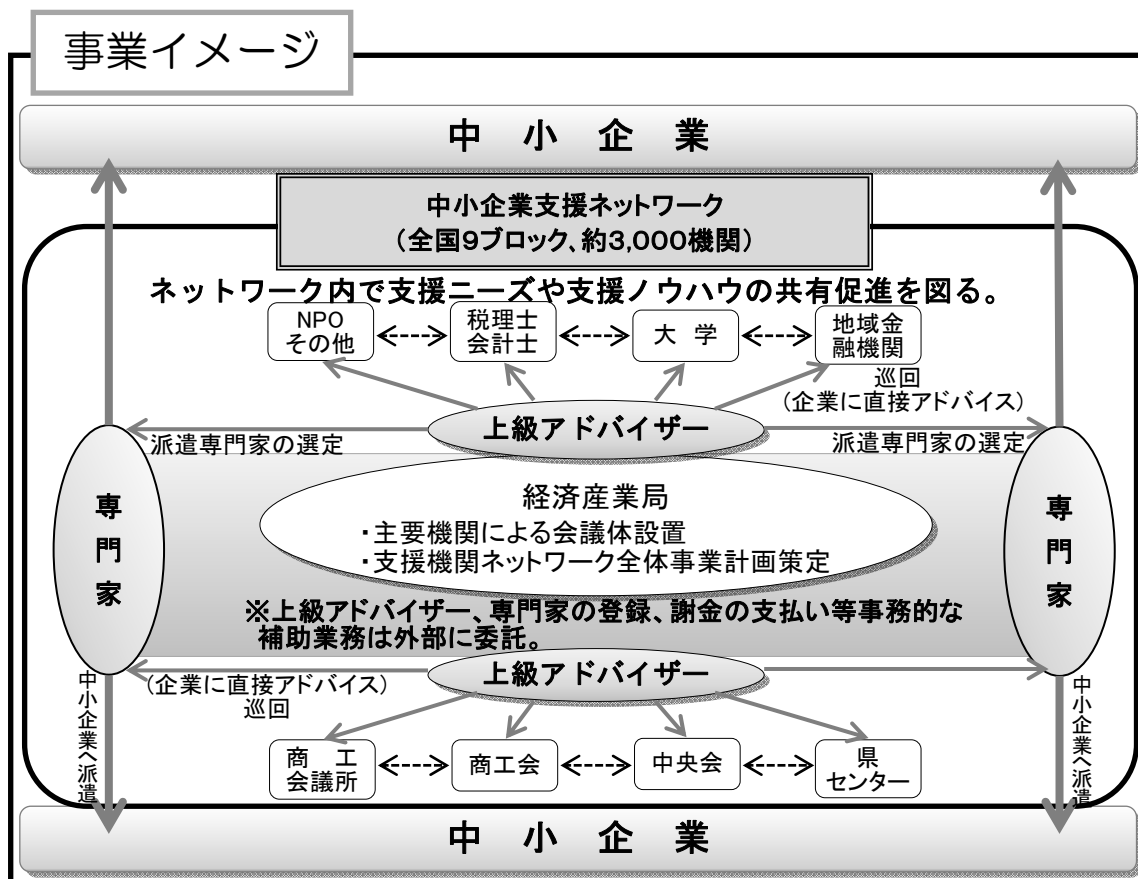 事業イメージ
中　小　企　業
中小企業支援ネットワーク
（全国9ブロック、約3,000機関）
ネットワーク内で支援ニーズや支援ノウハウの共有促進を図る。
NPO
その他
税理士
会計士
大　学
地域金
融機関
巡回
(企業に直接アドバイス)
上級アドバイザー
派遣専門家の選定
派遣専門家の選定
専門家
専門家
経済産業局
・主要機関による会議体設置
・支援機関ネットワーク全体事業計画策定
※上級アドバイザー、専門家の登録、謝金の支払い等事務的な
補助業務は外部に委託。
上級アドバイザー
(企業に直接アドバイス)
巡回
中小企業へ派遣
中小企業へ派遣
商　工
会議所
商工会
中央会
県
センター
中　小　企　業